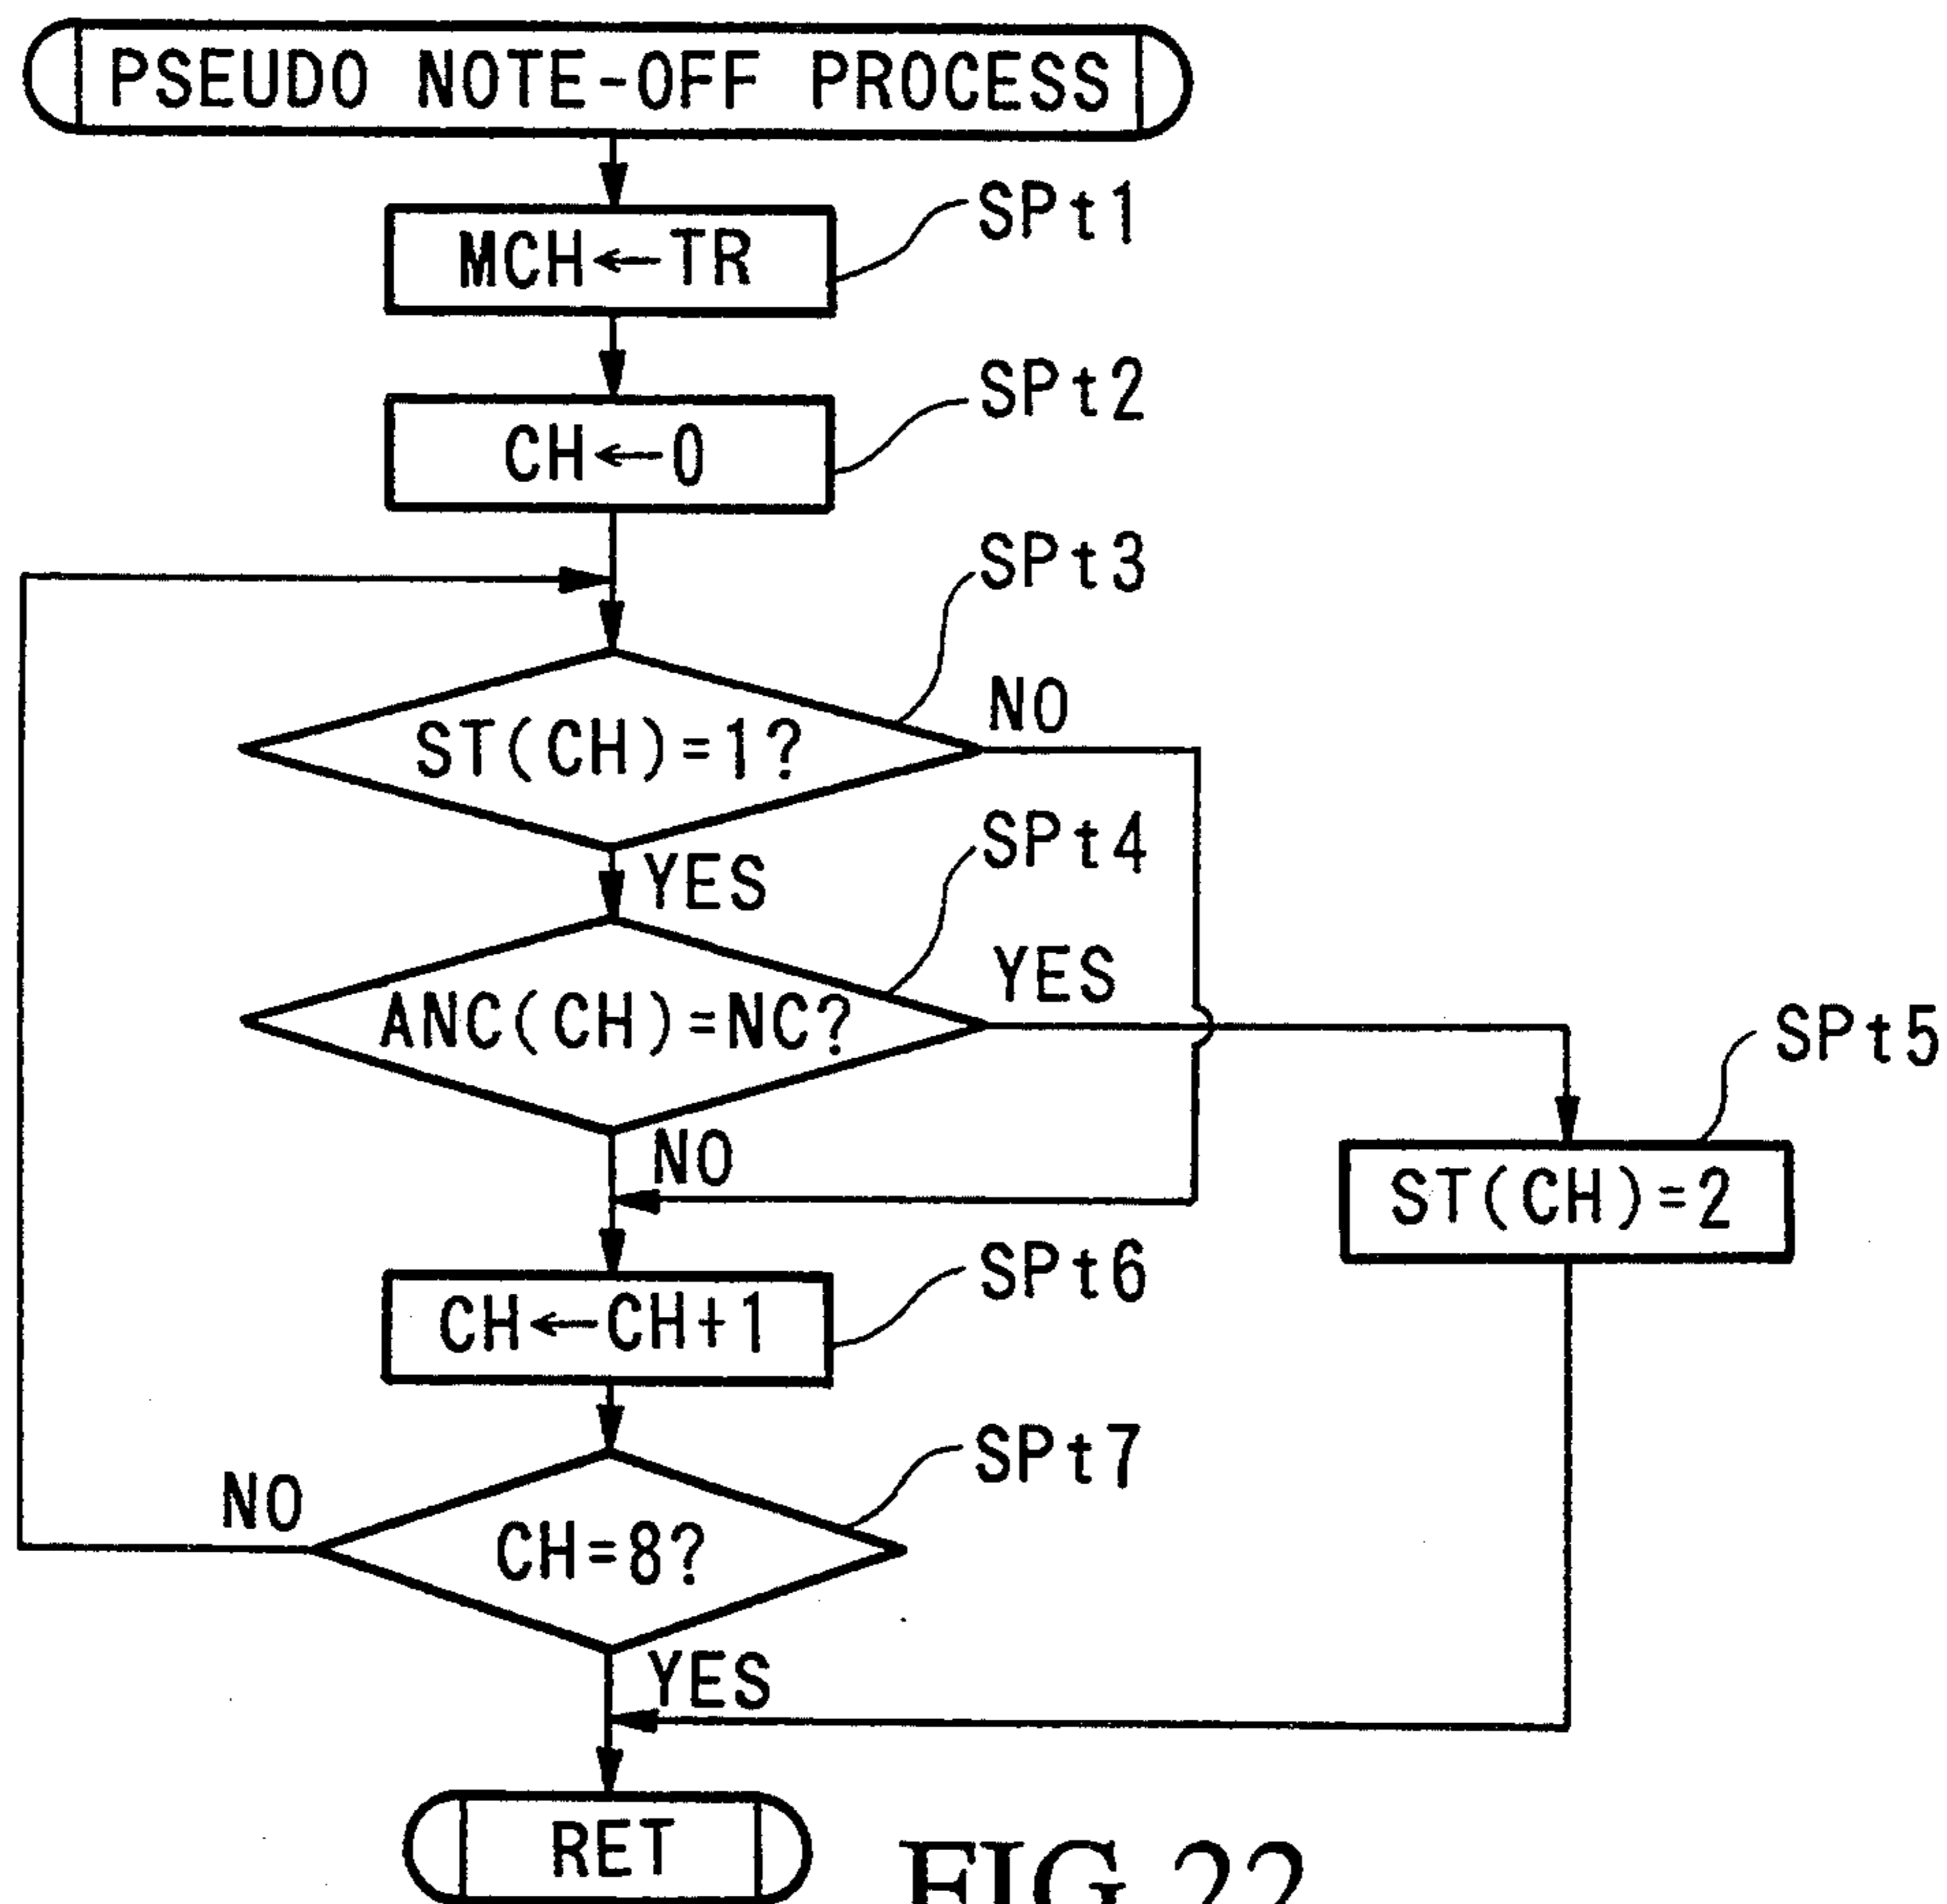 PSEUDO NOTE-OFF PROCESS
SPt1
MCH←TR
SPt2
CH←0
SPt3
ST(CH)=1?
NO
YES
SPt4
ANC(CH)=NC?
YES
NO
SPt5
ST(CH)=2
SPt6
CH←CH+1
SPt7
CH=8?
NO
YES
RET
FIG.22